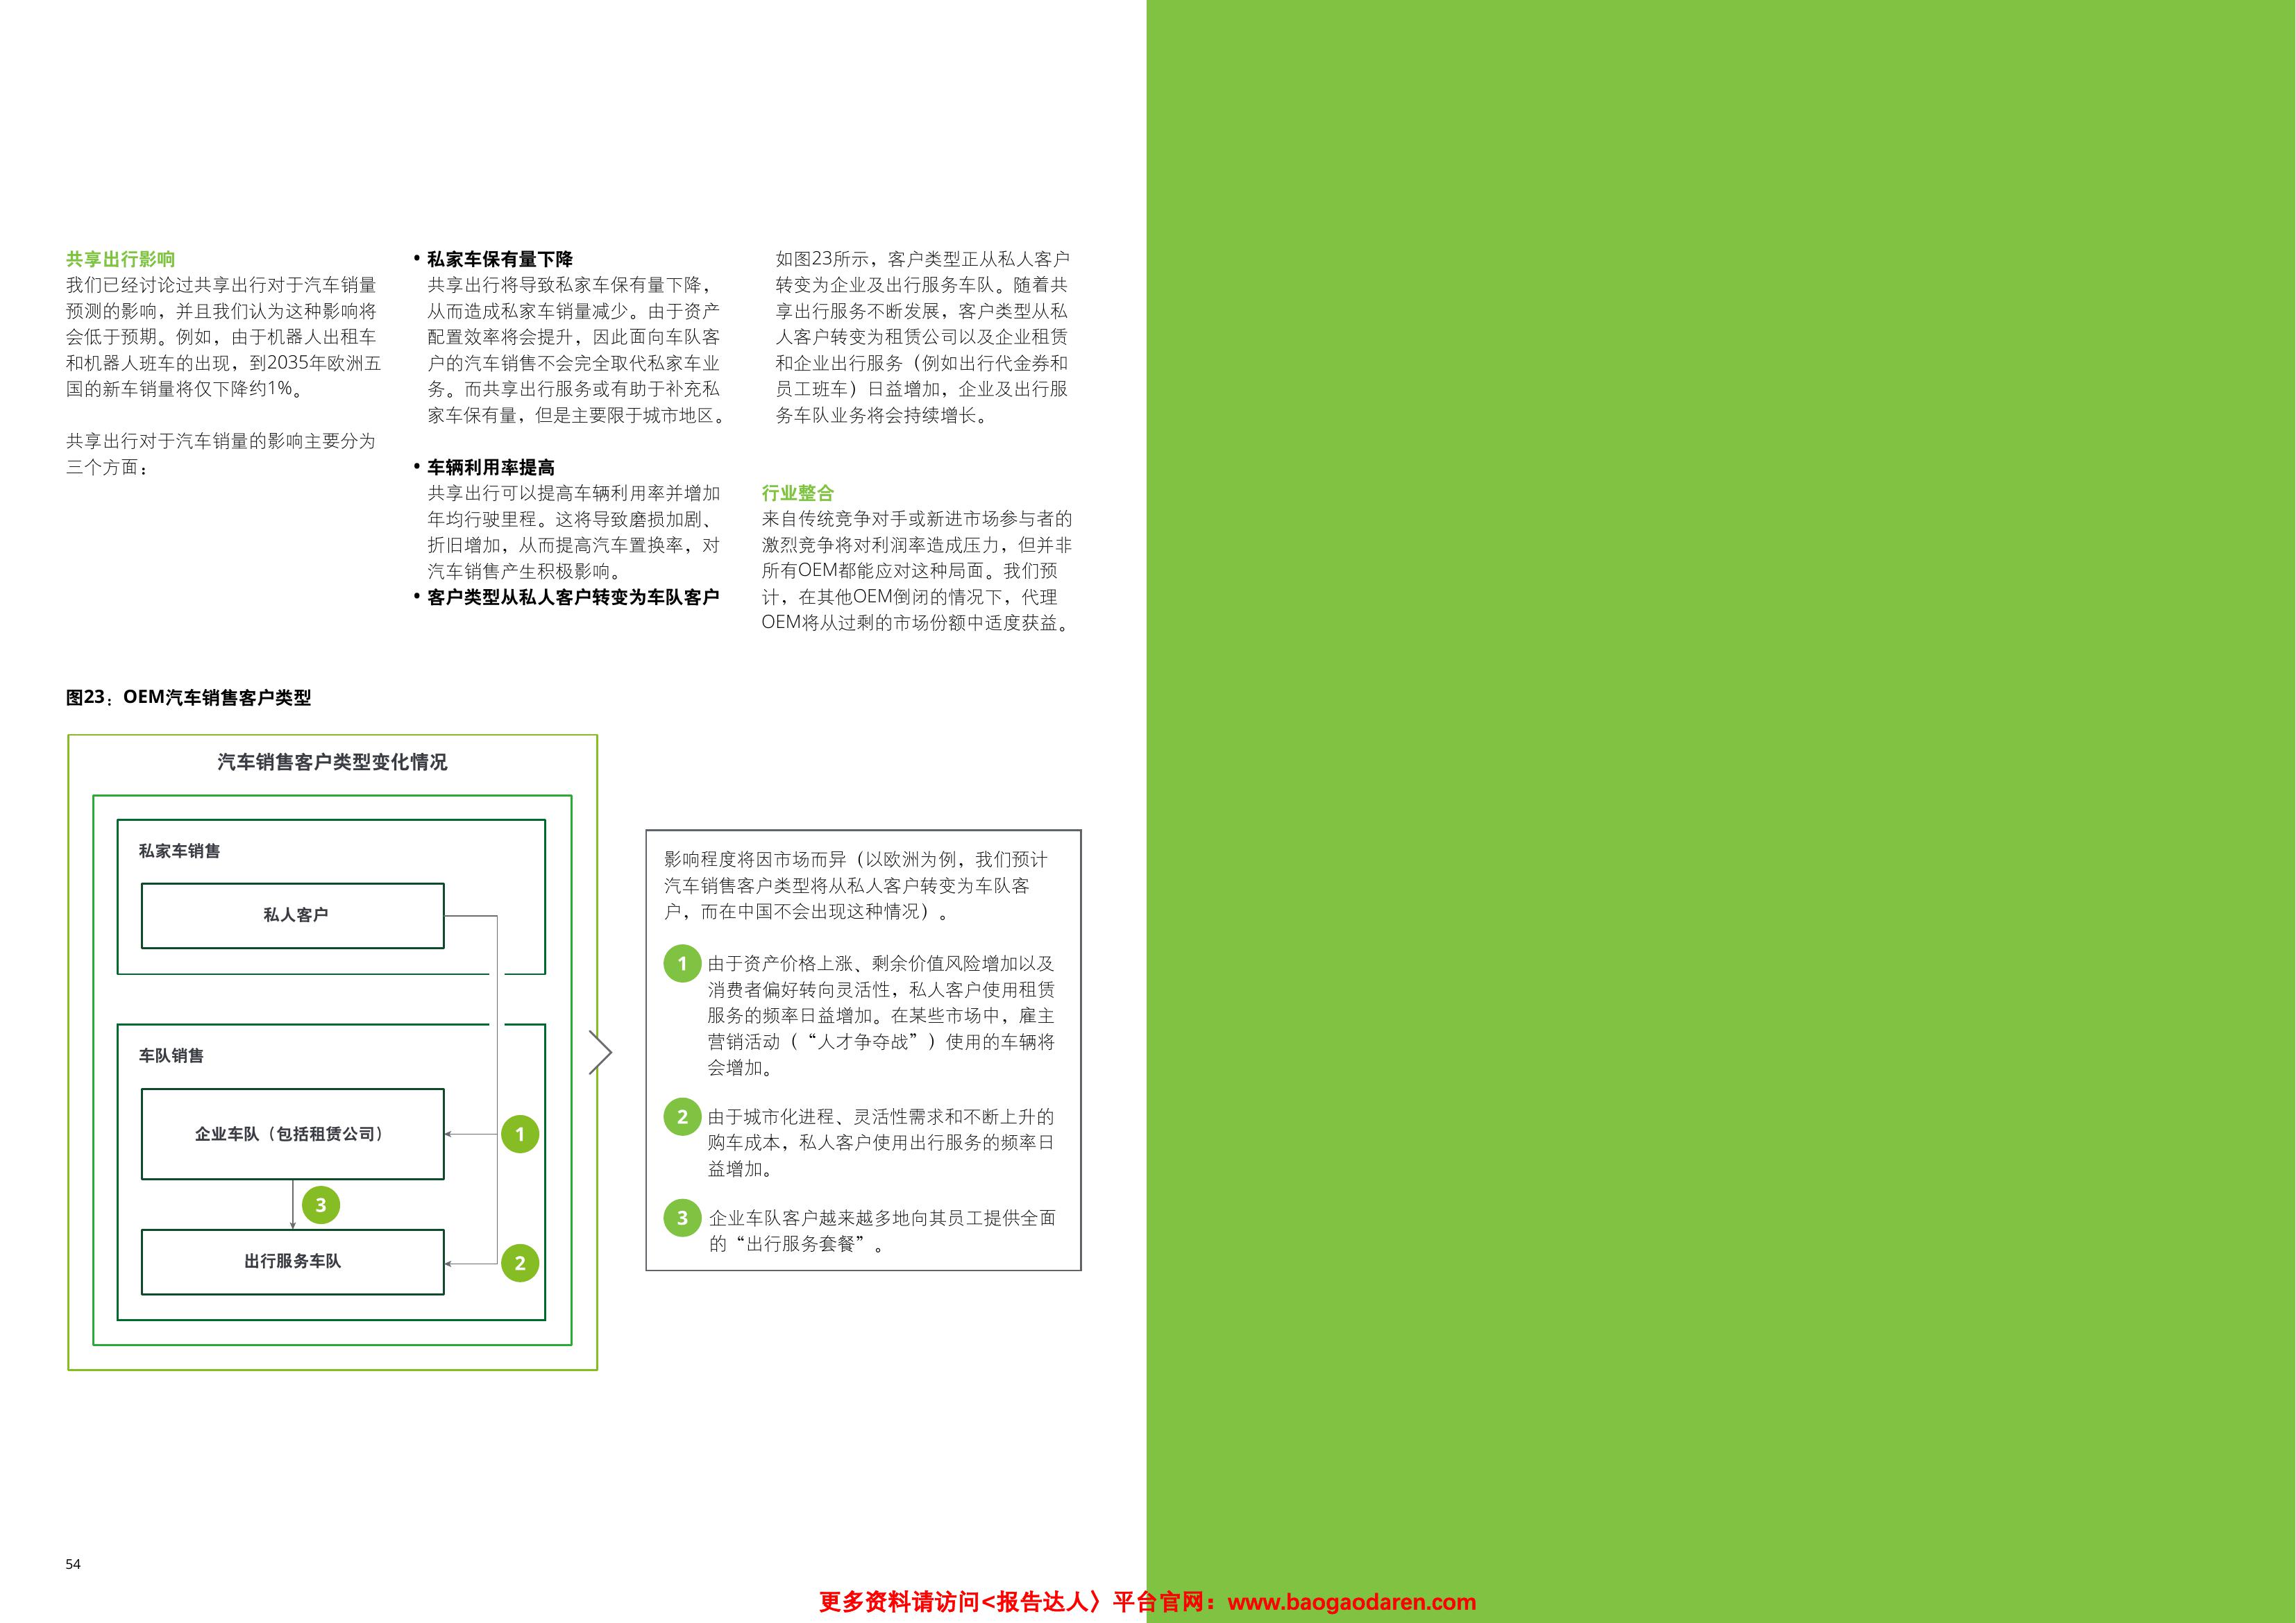 共享出行影响
我们已经讨论过共享出行对于汽车销量
预测的影响，并且我们认为这种影响将
会低于预期。例如，由于机器人出租车
和机器人班车的出现，到2035年欧洲五
国的新车销量将仅下降约1%。
共享出行对于汽车销量的影响主要分为
三个方面：
• 私家车保有量下降
共享出行将导致私家车保有量下降，
从而造成私家车销量减少。由于资产
配置效率将会提升，因此面向车队客
户的汽车销售不会完全取代私家车业
务。而共享出行服务或有助于补充私
家车保有量，但是主要限于城市地区。
• 车辆利用率提高
共享出行可以提高车辆利用率并增加
年均行驶里程。这将导致磨损加剧、
折旧增加，从而提高汽车置换率，对
汽车销售产生积极影响。
• 客户类型从私人客户转变为车队客户
如图23所示，客户类型正从私人客户
转变为企业及出行服务车队。随着共
享出行服务不断发展，客户类型从私
人客户转变为租赁公司以及企业租赁
和企业出行服务（例如出行代金券和
员工班车）日益增加，企业及出行服
务车队业务将会持续增长。
行业整合
来自传统竞争对手或新进市场参与者的
激烈竞争将对利润率造成压力，但并非
所有OEM都能应对这种局面。我们预
计，在其他OEM倒闭的情况下，代理
OEM将从过剩的市场份额中适度获益。
图23：OEM汽车销售客户类型
汽车销售客户类型变化情况
私家车销售
私人客户
车队销售
企业车队（包括租赁公司）
1
3
出行服务车队
2
影响程度将因市场而异（以欧洲为例，我们预计
汽车销售客户类型将从私人客户转变为车队客
户，而在中国不会出现这种情况）。
1 由于资产价格上涨、剩余价值风险增加以及
消费者偏好转向灵活性，私人客户使用租赁
服务的频率日益增加。在某些市场中，雇主
营销活动（“人才争夺战”）使用的车辆将
会增加。
2 由于城市化进程、灵活性需求和不断上升的
购车成本，私人客户使用出行服务的频率日
益增加。
3 企业车队客户越来越多地向其员工提供全面
的“出行服务套餐”。
54
更多资料请访问<报告达人〉平台官网：www.baogaodaren.com